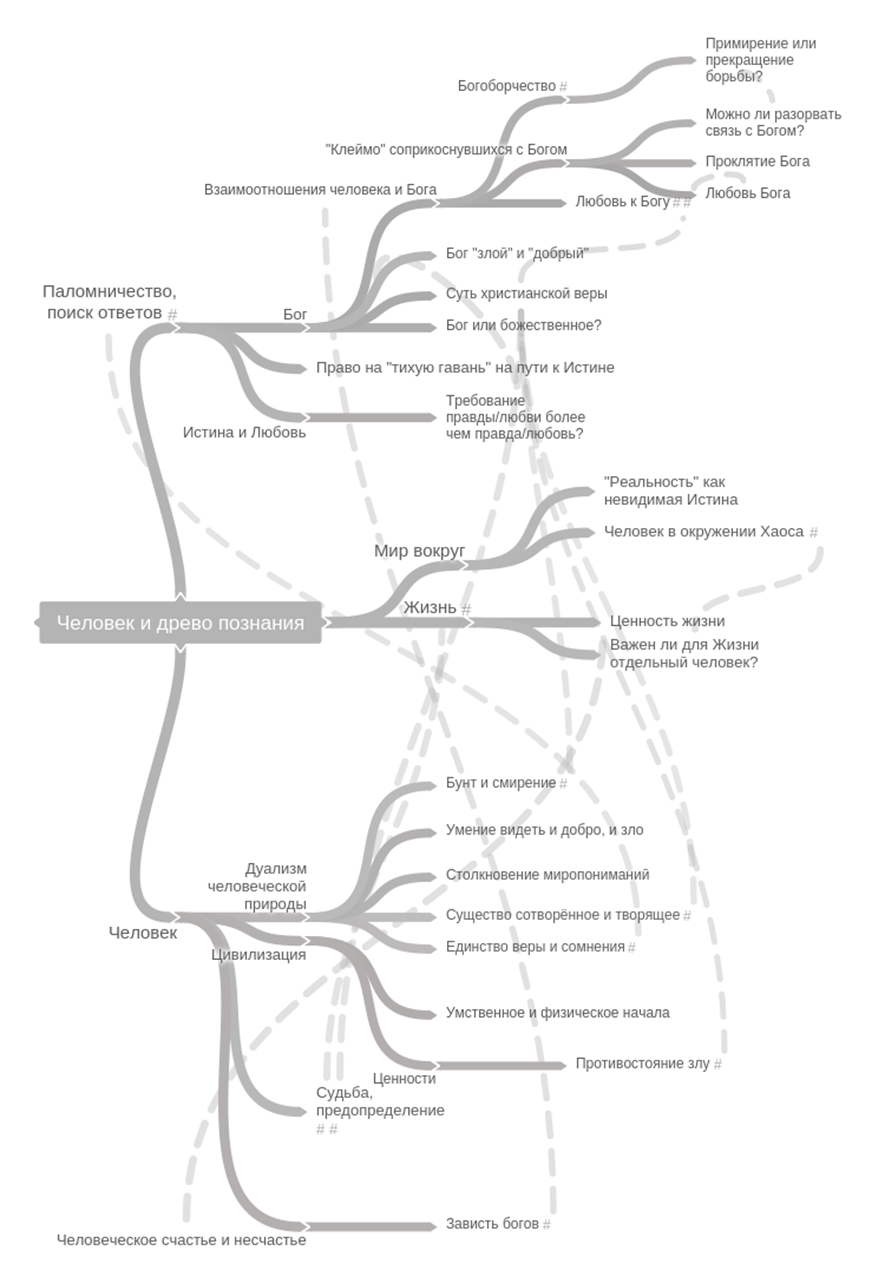 Примирение или
прекращение
борьбы?
Богоборчество #
Можно ли разорвать
связь с Богом?
"Клеймо" соприкоснувшихся с Богом
Проклятие Бога
Взаимоотношения человека и Бога
Любовь к Богу # #
Любовь Бога
Бог "злой" и "добрый"
Паломничество,
поиск ответов #
Суть христианской веры
Бог
Бог или божественное?
Право на "тихую гавань" на пути к Истине
Истина и Любовь
Требование
правды/любви более
чем правда/любовь?
"Реальность" как
невидимая Истина
Человек в окружении Хаоса #
Мир вокруг
Жизнь #
Человек и древо познания
Ценность жизни
Важен ли для Жизни
отдельный человек?
Бунт и смирение #
Умение видеть и добро, и зло
Дуализм
человеческой
природы
Столкновение миропониманий
Существо сотворённое и творящее #
Человек
Единство веры и сомнения #
Цивилизация
Умственное и физическое начала
Противостояние злу #
Ценности
Судьба,
предопределение
# #
Зависть богов #
Человеческое счастье и несчастье